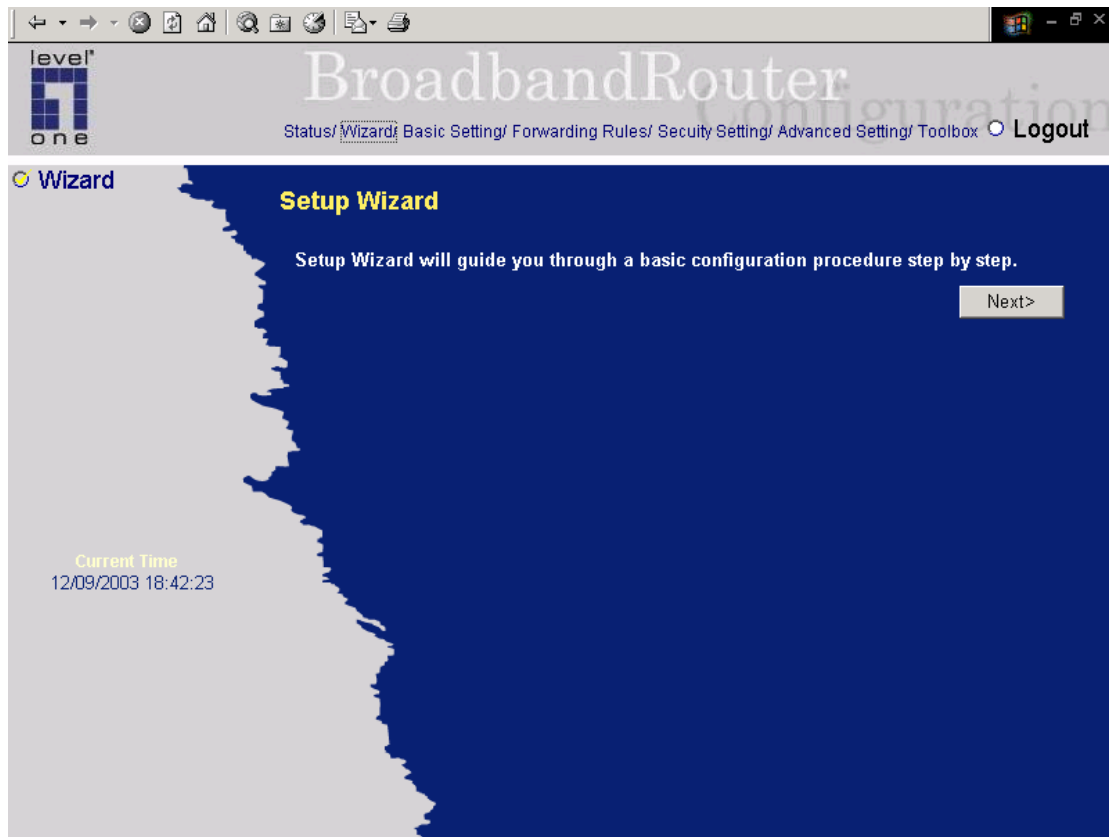 level
one
BroadbandRouter
Configuration
Status/ Wizard/ Basic Setting/ Forwarding Rules/ Secuity Setting/ Advanced Setting/ Toolbox Logout
Wizard
Setup Wizard
Setup Wizard will guide you through a basic configuration procedure step by step.
Next>
Current Time
12/09/2003 18:42:23